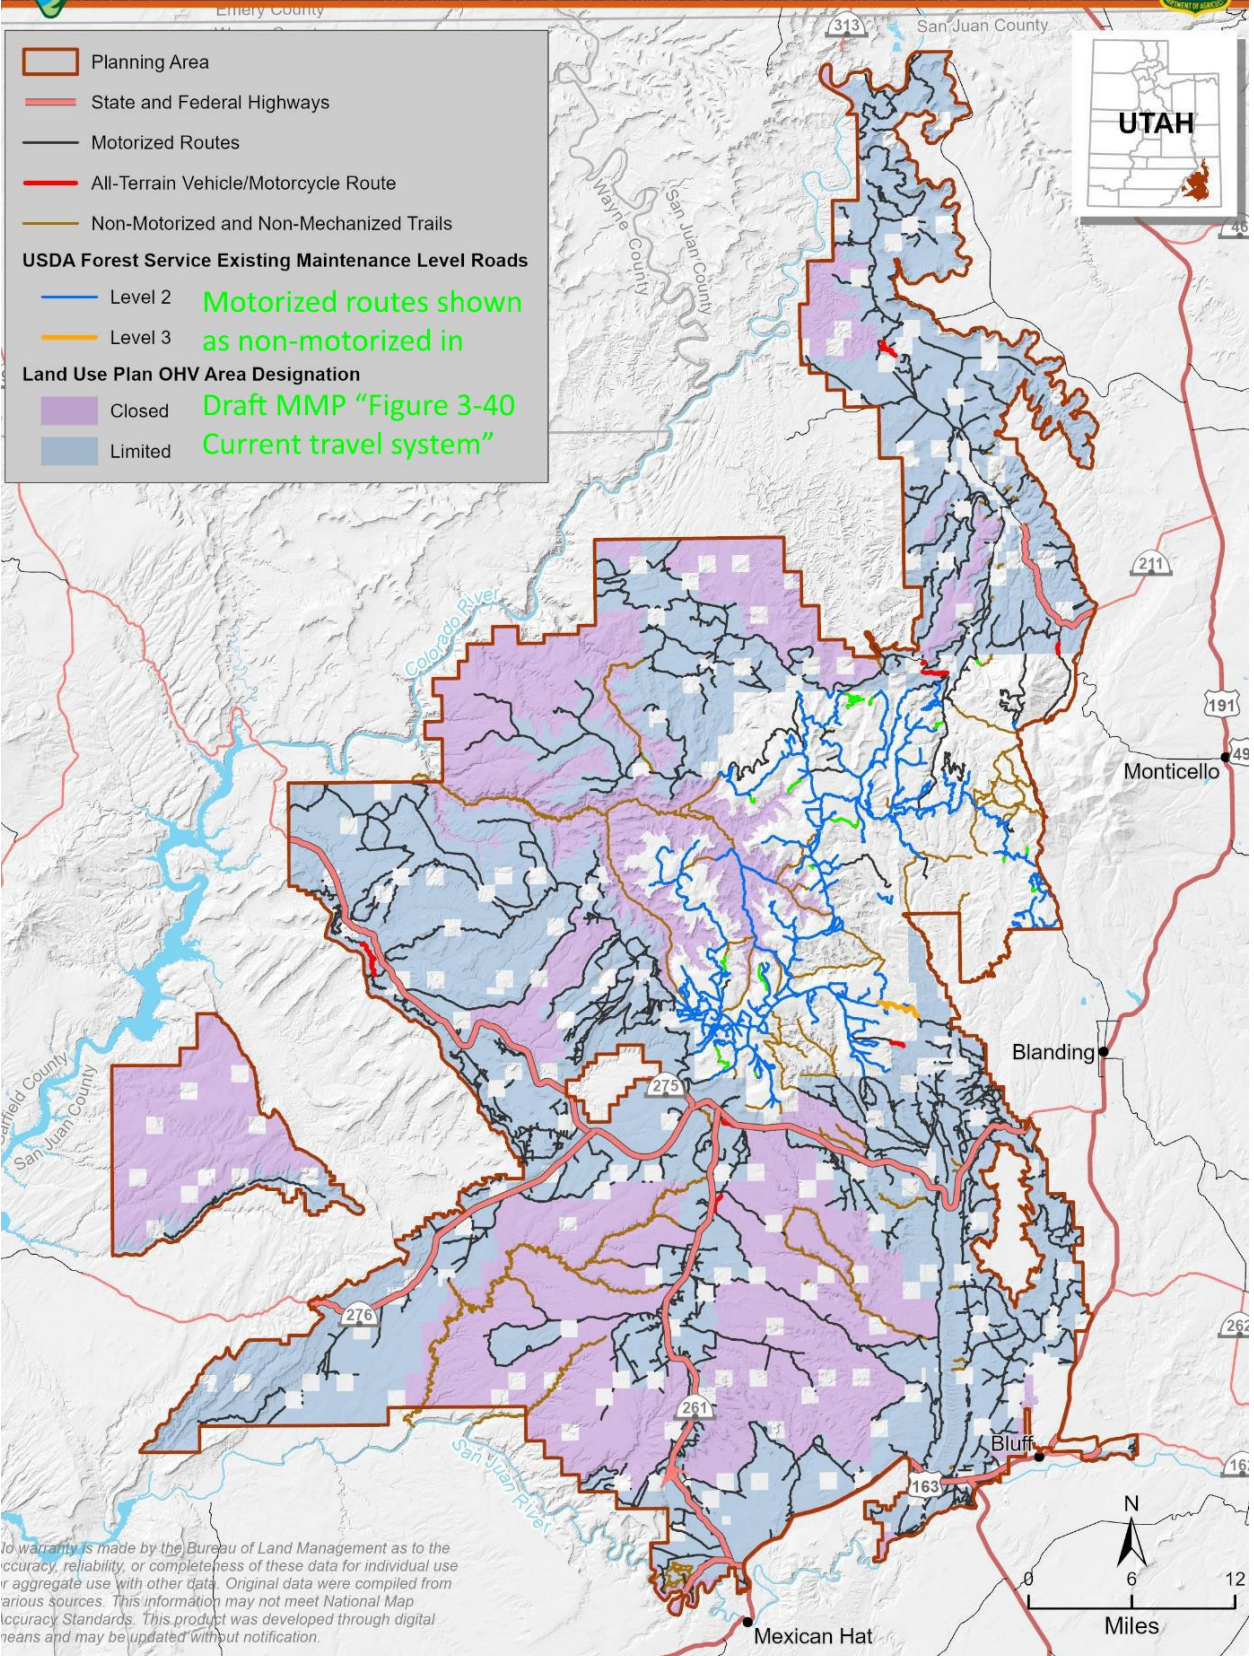 Emery County
San Juan County
313
Planning Area
State and Federal Highways
Motorized Routes
All-Terrain Vehicle/Motorcycle Route
Non-Motorized and Non-Mechanized Trails
USDA Forest Service Existing Maintenance Level Roads
Level 2
Level 3
Motorized routes shown
as non-motorized in
Draft MMP “Figure 3-40
Current travel system”
Land Use Plan OHV Area Designation
Closed
Limited
UTAH
Wayne County
San Juan County
46
211
Colorado River
191
49
Monticello
Blanding
Garfield County
San Juan County
275
276
262
261
Bluff
163
162
San Juan River
N
0 6 12
Miles
Mexican Hat
No warranty is made by the Bureau of Land Management as to the
accuracy, reliability, or completeness of these data for individual use
or aggregate use with other data. Original data were compiled from
various sources. This information may not meet National Map
Accuracy Standards. This product was developed through digital
means and may be updated without notification.